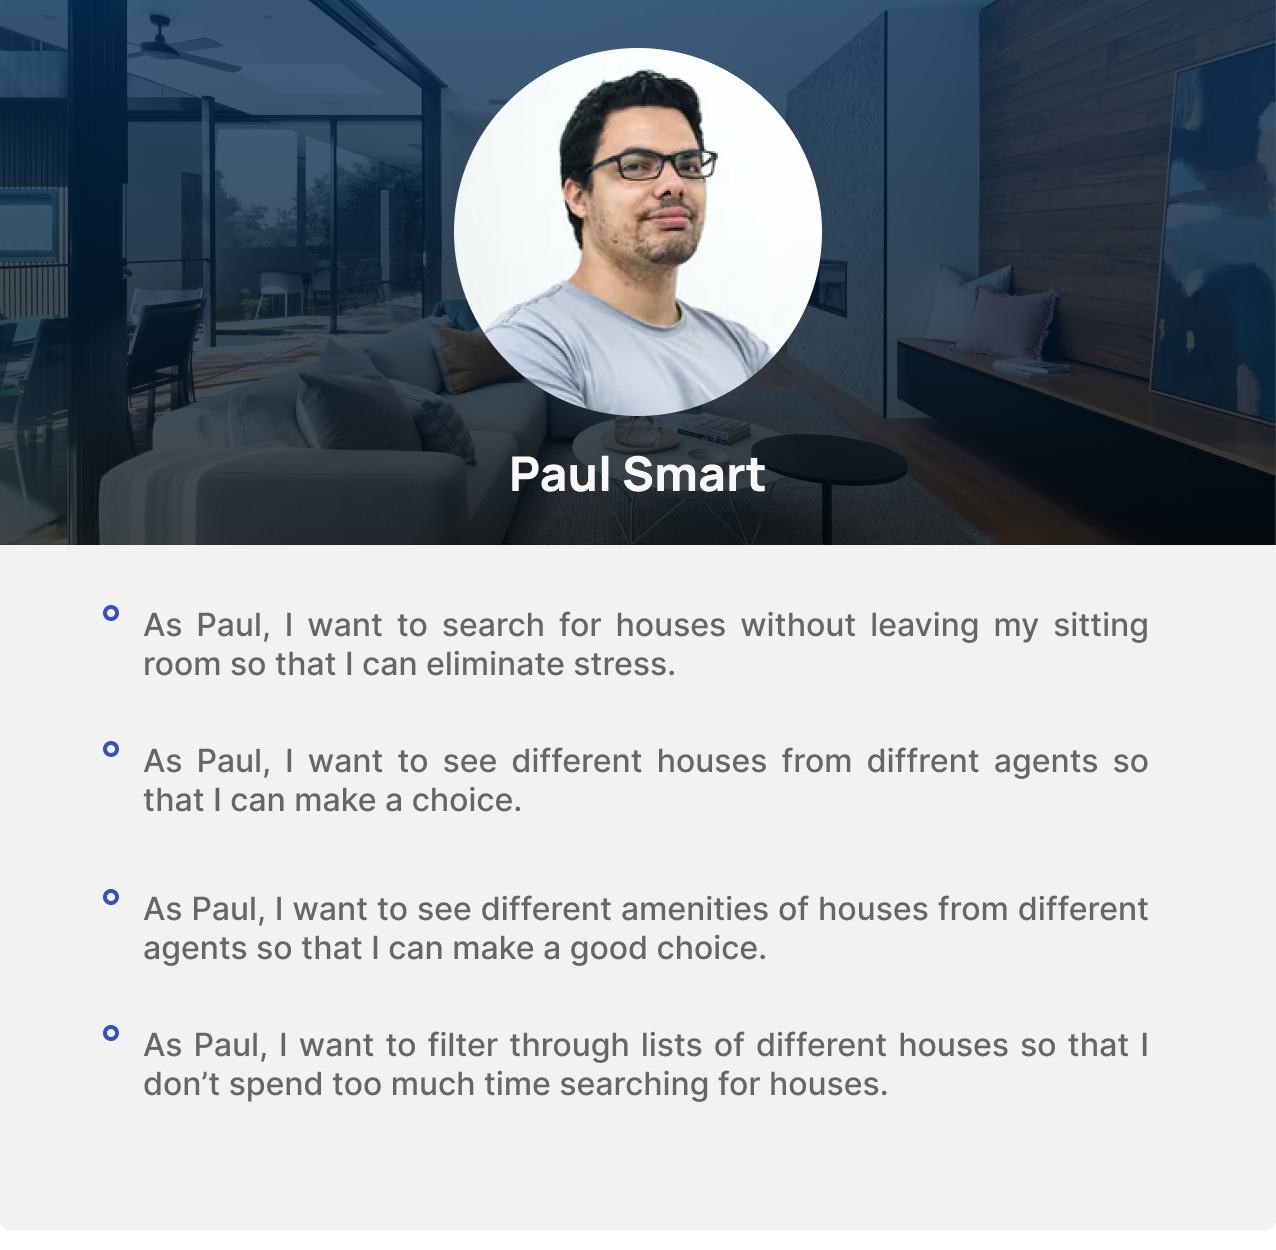 Paul Smart
As Paul, I want to search for houses without leaving my sitting
room so that I can eliminate stress.
As Paul, I want to see different houses from diffrent agents so
that I can make a choice.
As Paul, I want to see different amenities of houses from different
agents so that I can make a good choice.
As Paul, I want to filter through lists of different houses so that I
don’t spend too much time searching for houses.